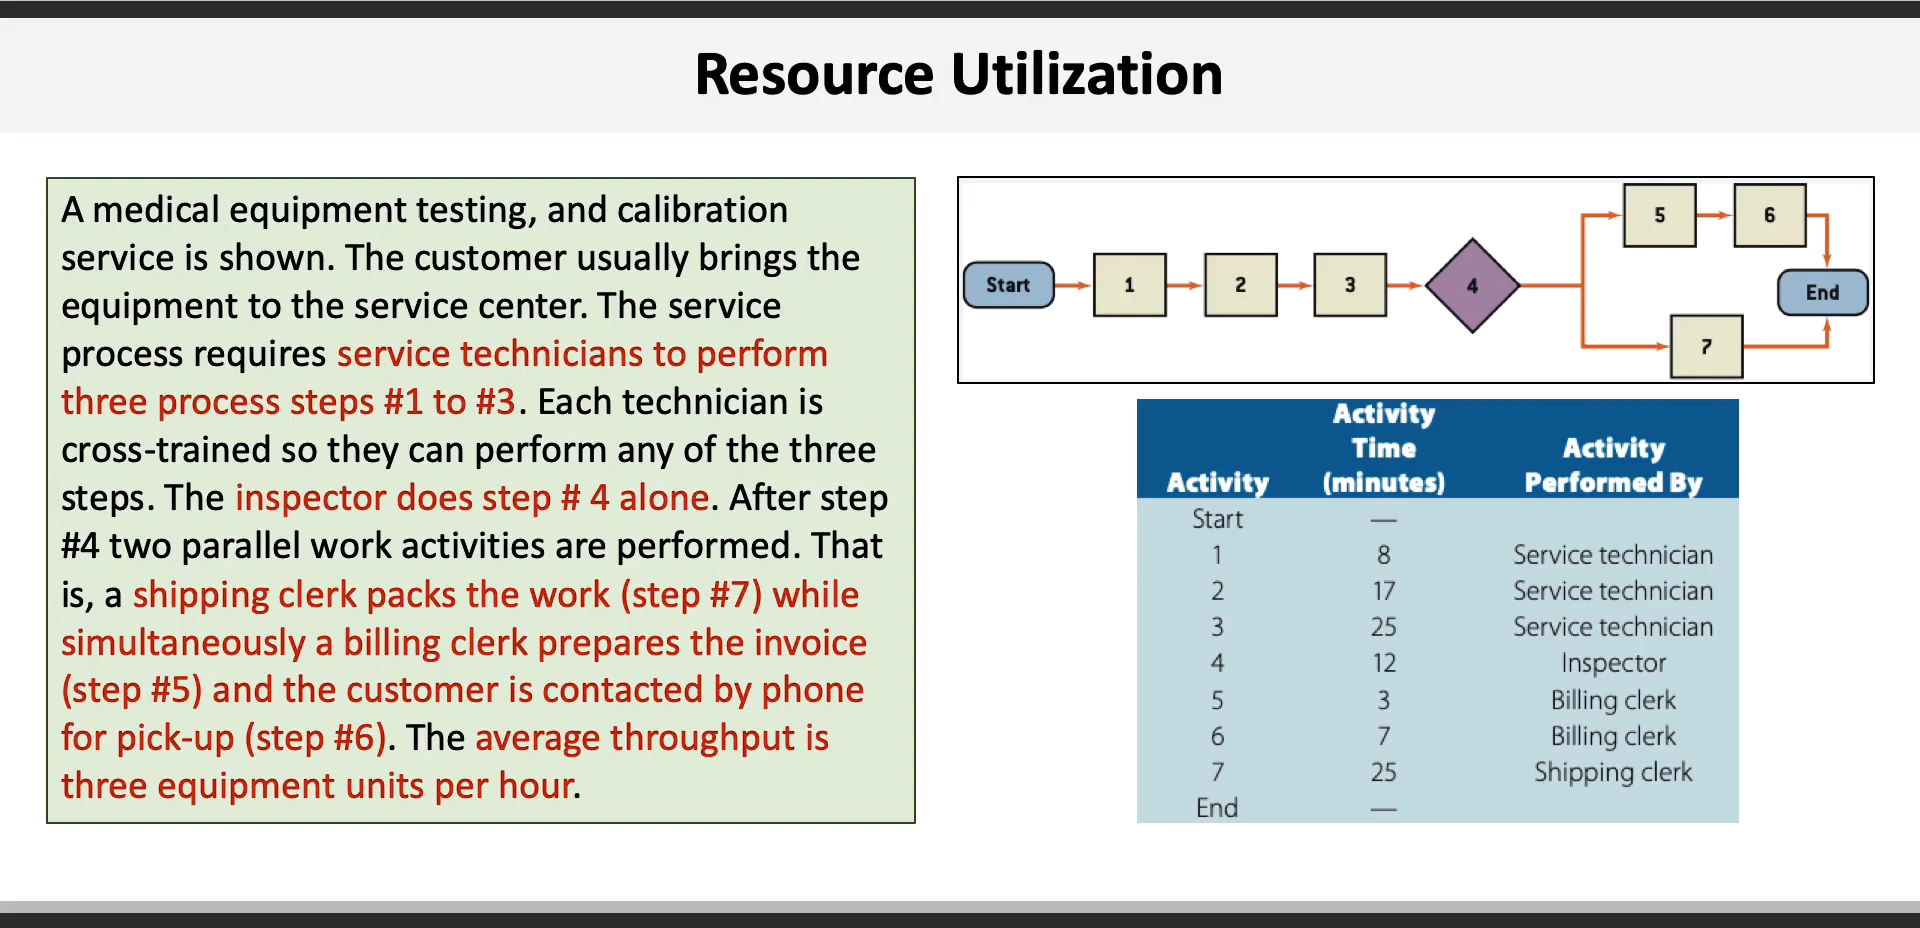 Resource Utilization
A medical equipment testing, and calibration
service is shown. The customer usually brings the
equipment to the service center. The service
process requires service technicians to perform
three process steps #1 to #3. Each technician is
cross-trained so they can perform any of the three
steps. The inspector does step # 4 alone. After step
#4 two parallel work activities are performed. That
is, a shipping clerk packs the work (step #7) while
simultaneously a billing clerk prepares the invoice
(step #5) and the customer is contacted by phone
for pick-up (step #6). The average throughput is
three equipment units per hour.
Start 1 2 3 4 5 6 7 End
Activity Activity Time (minutes) Activity Performed By
Start —
1 8 Service technician
2 17 Service technician
3 25 Service technician
4 12 Inspector
5 3 Billing clerk
6 7 Billing clerk
7 25 Shipping clerk
End —